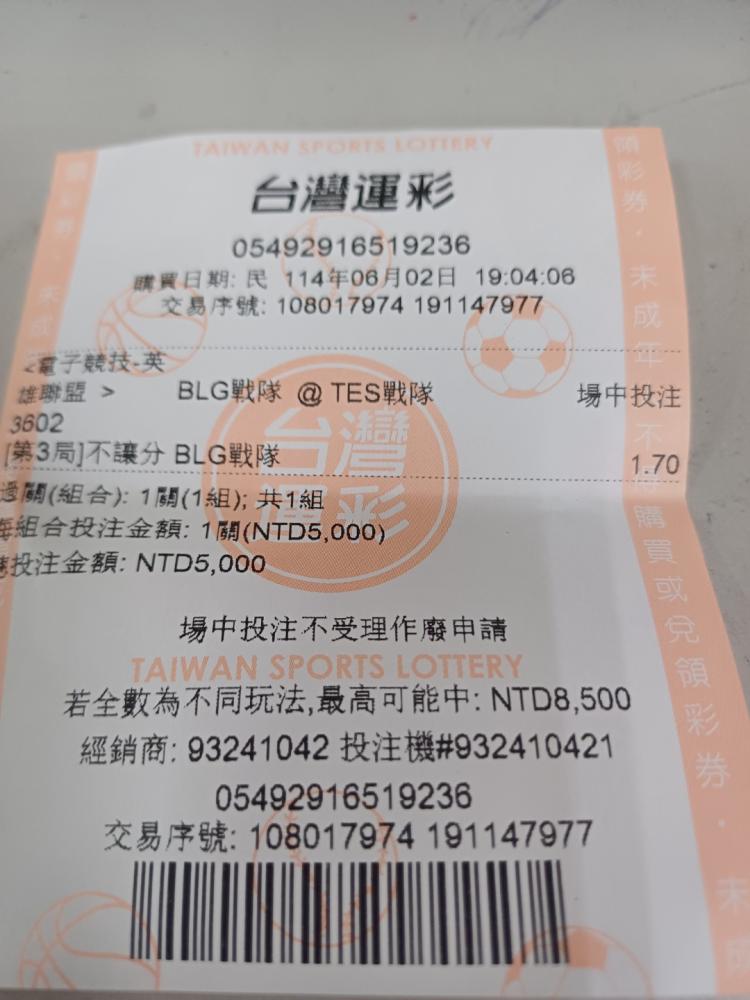 TAIWAN SPORTS LOTTERY
台灣運彩
05492916519236
購買日期: 民 114年06月02日 19:04:06
交易序號: 108017974 191147977
電子競技-英
雄聯盟 > BLG戰隊 @ TES戰隊 場中投注
3602
[第3局]不讓分 BLG戰隊 1.70
過關(組合): 1關(1組); 共1組
每組合投注金額: 1關(NTD5,000)
總投注金額: NTD5,000
台灣
運彩
場中投注不受理作廢申請
TAIWAN SPORTS LOTTERY
若全數為不同玩法,最高可能中: NTD8,500
經銷商: 93241042 投注機#932410421
05492916519236
交易序號: 108017974 191147977
領彩券．未成年不得購買或兌領彩券．未